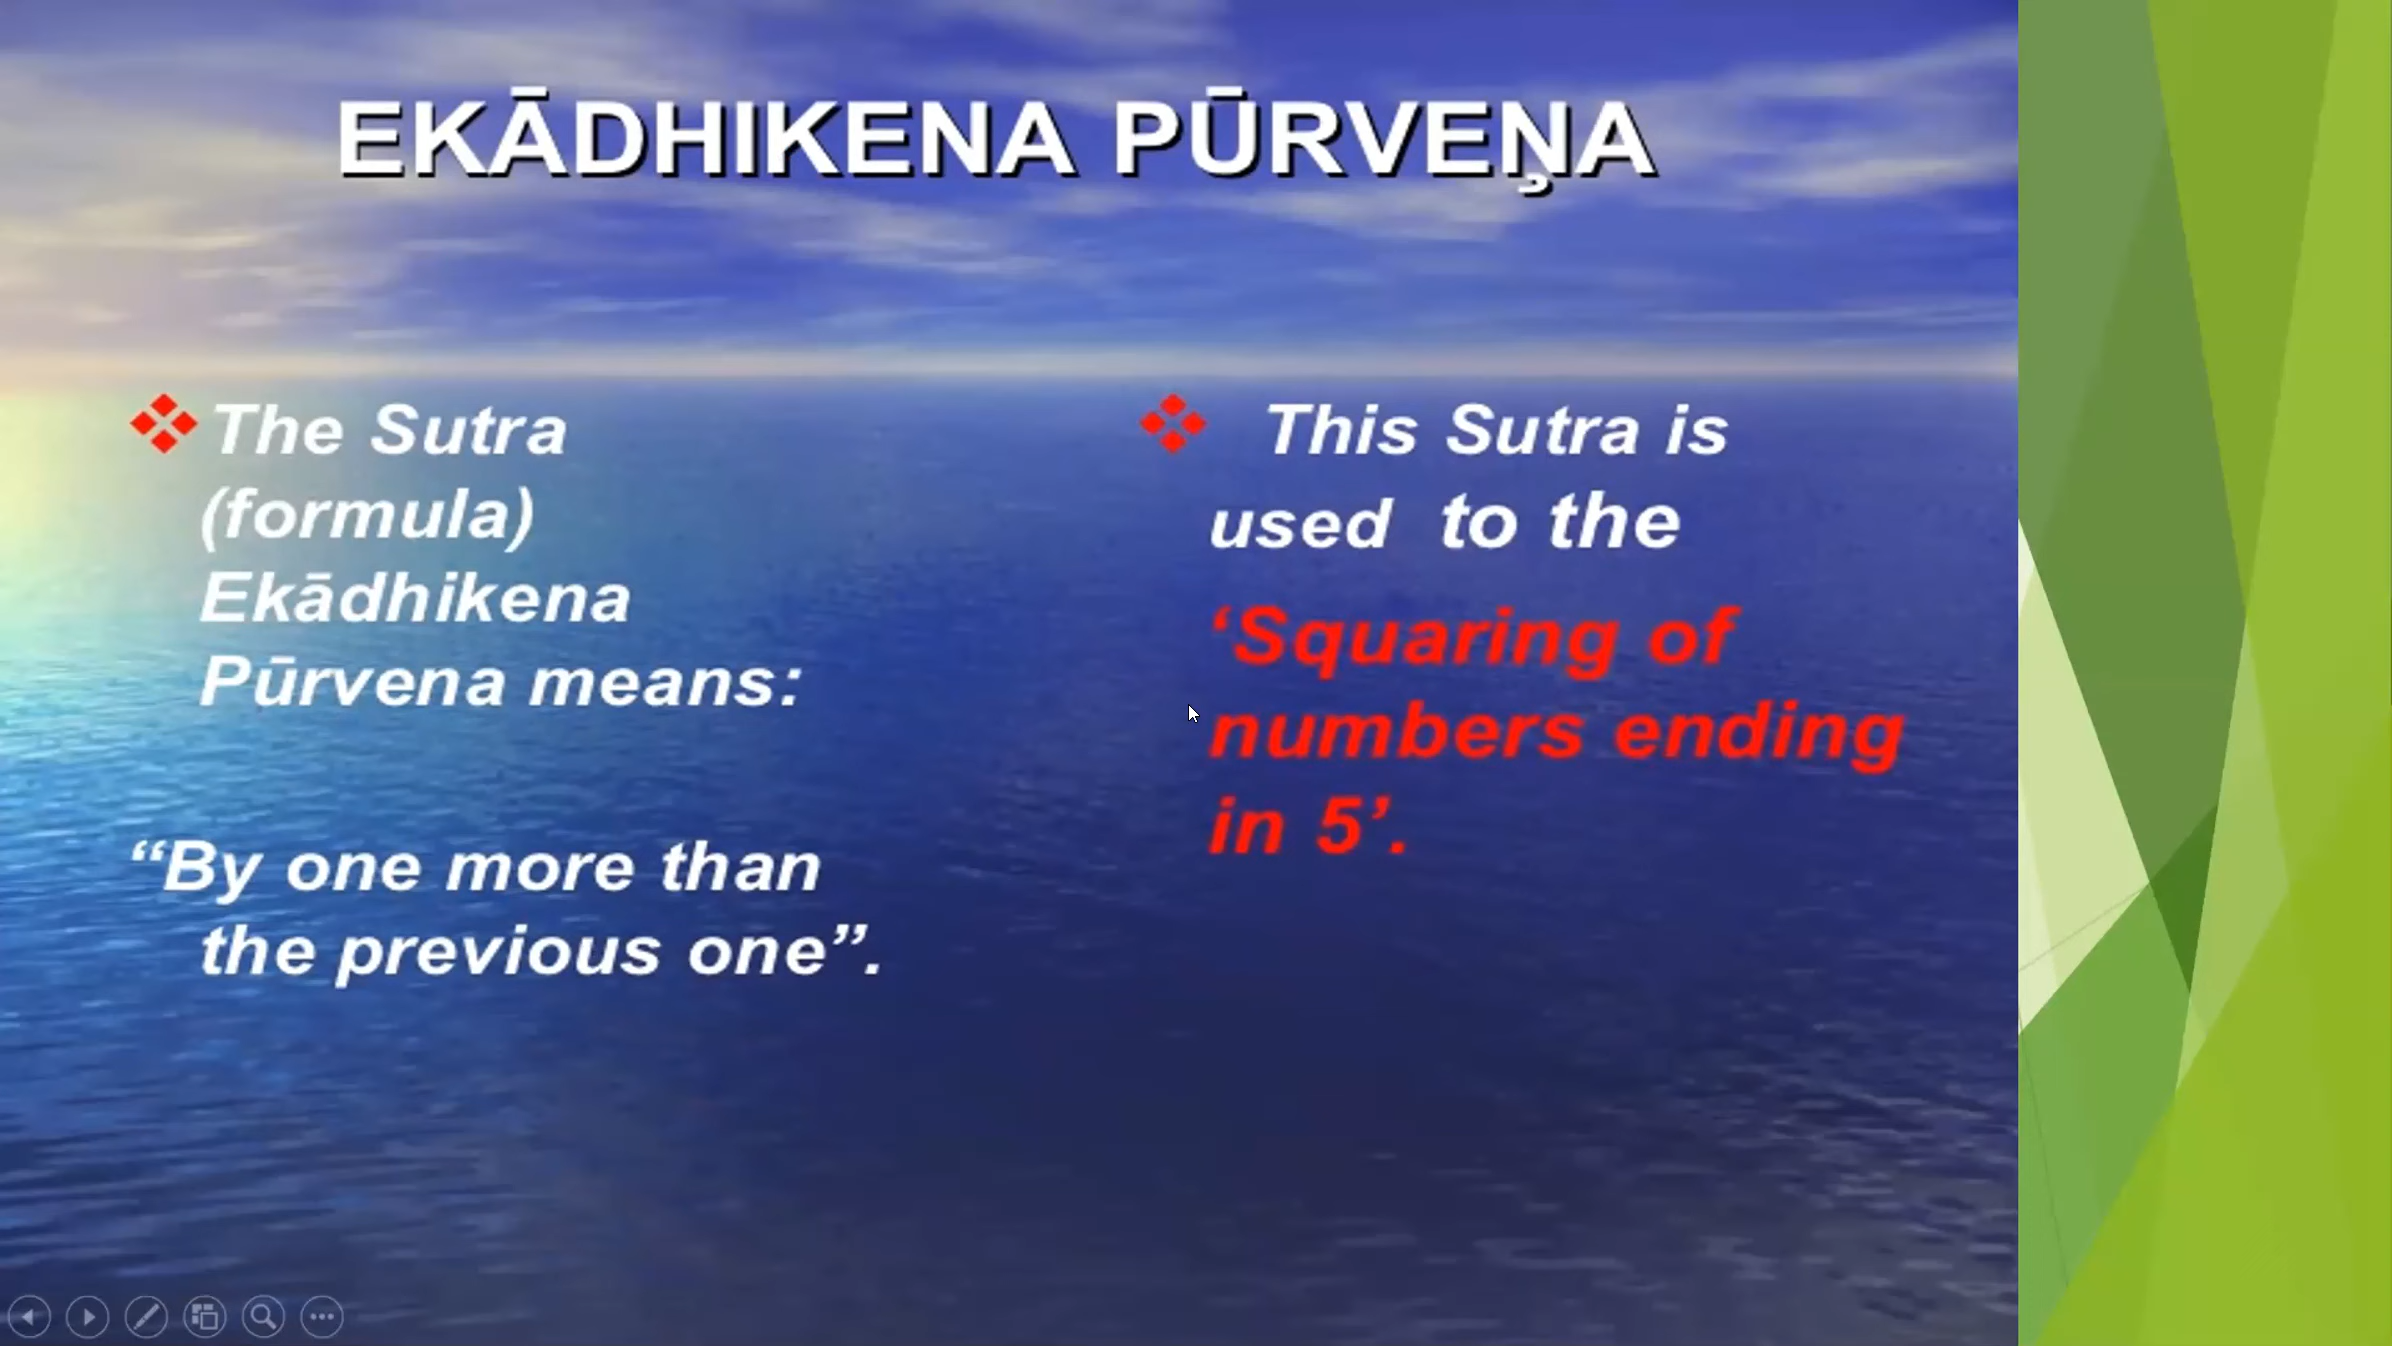 EKĀDHIKENA PŪRVEŅA
The Sutra
(formula)
Ekādhikena
Pūrvena means:
“By one more than
the previous one”.
This Sutra is
used to the
‘Squaring of
numbers ending
in 5’.